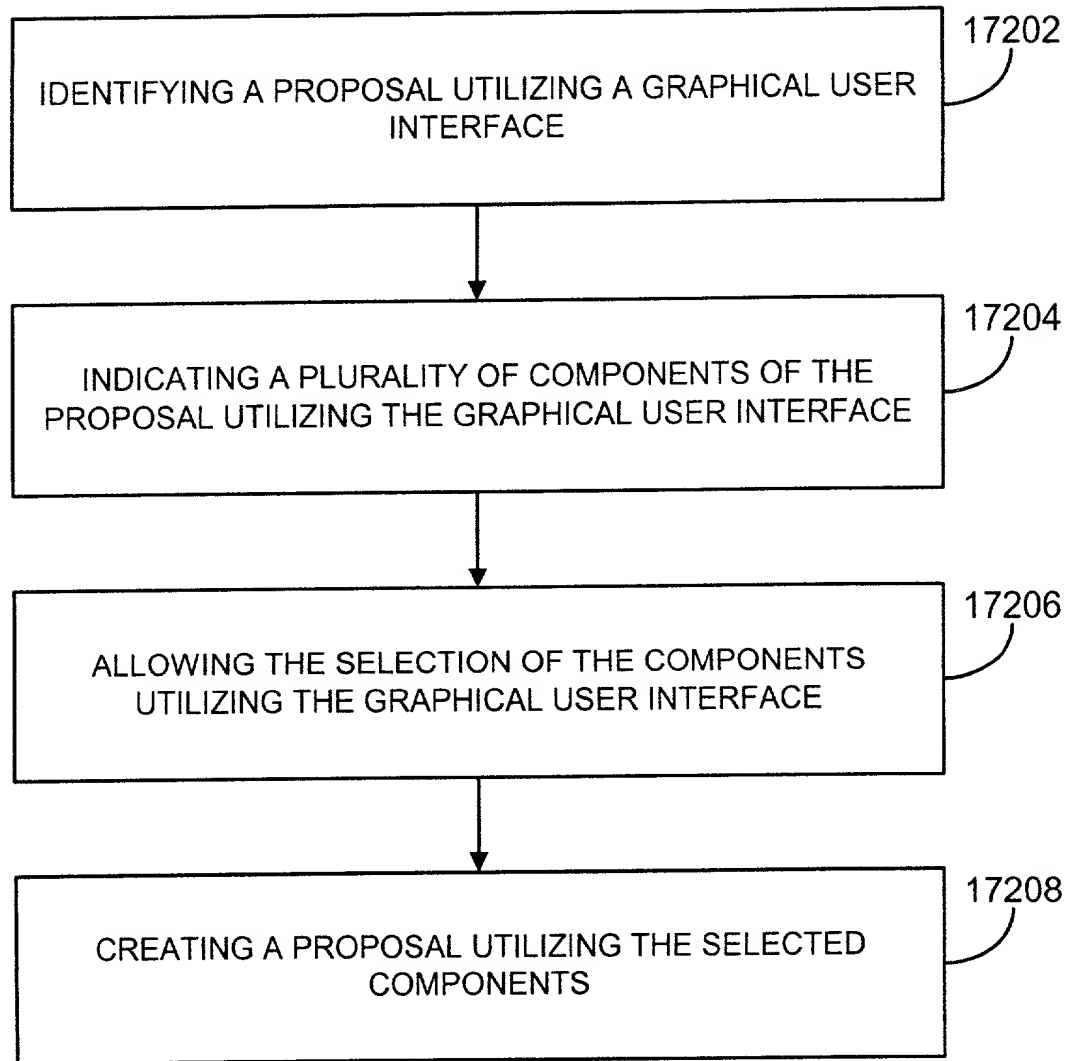 17202
IDENTIFYING A PROPOSAL UTILIZING A GRAPHICAL USER
INTERFACE
17204
INDICATING A PLURALITY OF COMPONENTS OF THE
PROPOSAL UTILIZING THE GRAPHICAL USER INTERFACE
17206
ALLOWING THE SELECTION OF THE COMPONENTS
UTILIZING THE GRAPHICAL USER INTERFACE
17208
CREATING A PROPOSAL UTILIZING THE SELECTED
COMPONENTS